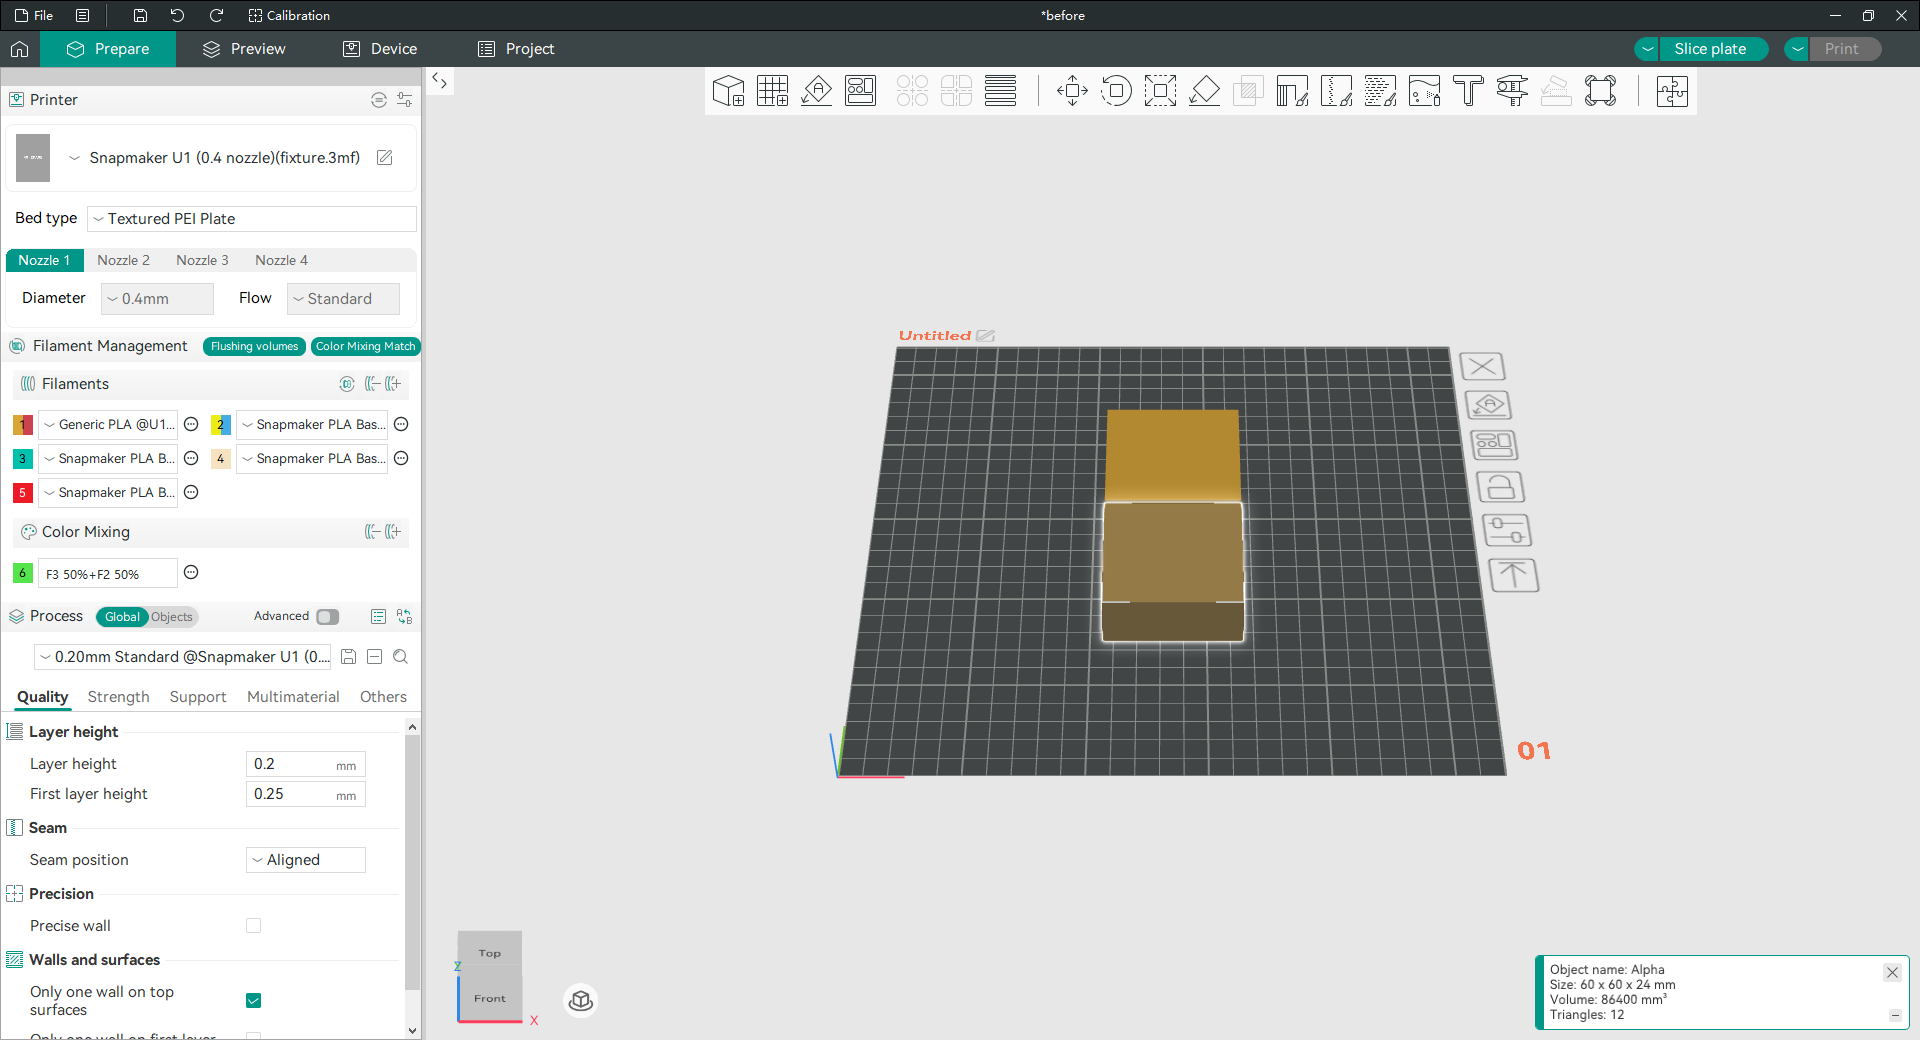 File
Calibration
*before
Prepare
Preview
Device
Project
Slice plate
Print
Printer
Snapmaker U1 (0.4 nozzle)(fixture.3mf)
Bed type
Textured PEI Plate
Nozzle 1
Nozzle 2
Nozzle 3
Nozzle 4
Diameter
0.4mm
Flow
Standard
Filament Management
Flushing volumes
Color Mixing Match
Filaments
1
Generic PLA @U1...
2
Snapmaker PLA Bas...
3
Snapmaker PLA B...
4
Snapmaker PLA Bas...
5
Snapmaker PLA B...
Color Mixing
6
F3 50%+F2 50%
Process
Global
Objects
Advanced
0.20mm Standard @Snapmaker U1 (0....
Quality
Strength
Support
Multimaterial
Others
Layer height
Layer height
0.2
mm
First layer height
0.25
mm
Seam
Seam position
Aligned
Precision
Precise wall
Walls and surfaces
Only one wall on top
surfaces
Only one wall on first layer
Untitled
01
Top
Front
Z
X
Object name: Alpha
Size: 60 x 60 x 24 mm
Volume: 86400 mm³
Triangles: 12